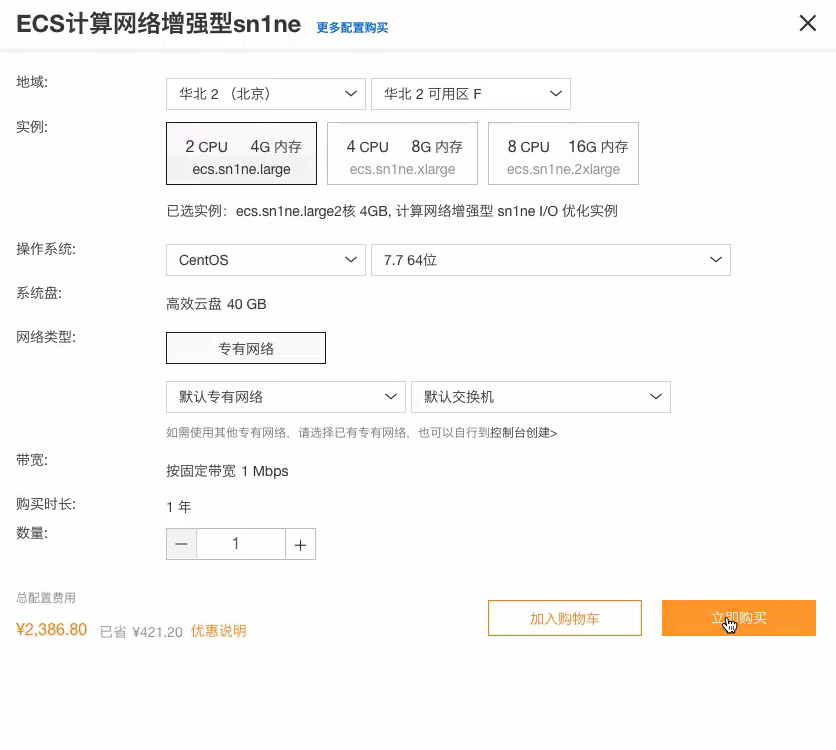 ECS计算网络增强型sn1ne 更多配置购买
地域: 华北 2 （北京） 华北 2 可用区 F
实例: 2 CPU 4G 内存 4 CPU 8G 内存 8 CPU 16G 内存
ecs.sn1ne.large ecs.sn1ne.xlarge ecs.sn1ne.2xlarge
已选实例: ecs.sn1ne.large2核 4GB, 计算网络增强型 sn1ne I/O 优化实例
操作系统: CentOS 7.7 64位
系统盘: 高效云盘 40 GB
网络类型: 专有网络
默认专有网络 默认交换机
如需使用其他专有网络，请选择已有专有网络，也可以自行到控制台创建>
带宽: 按固定带宽 1 Mbps
购买时长: 1 年
数量: 1
总配置费用
¥2,386.80 已省 ¥421.20 优惠说明 加入购物车 立即购买